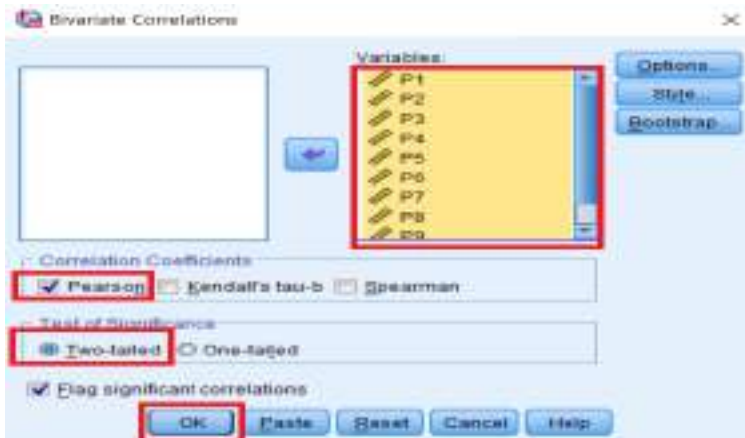 Bivariate Correlations
Variables:
P1
P2
P3
P4
P5
P6
P7
P8
P9
Options...
Style...
Bootstrap...
Correlation Coefficients
Pearson Kendall's tau-b Spearman
Test of Significance
Two-tailed One-tailed
Flag significant correlations
OK Paste Reset Cancel Help